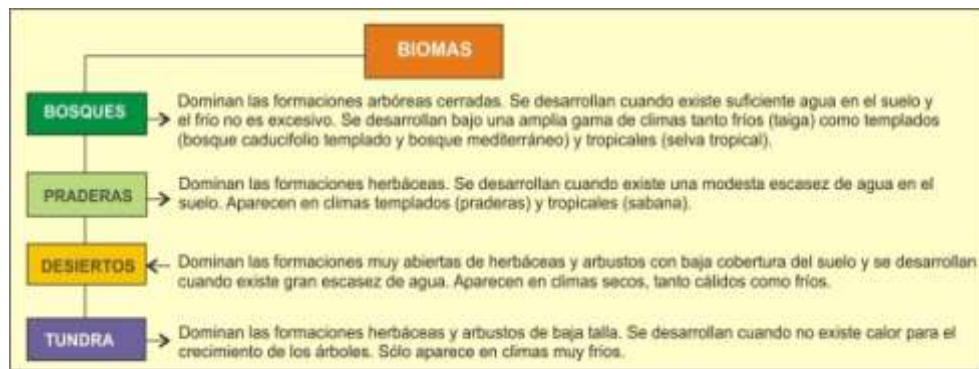 BIOMAS
BOSQUES
Dominan las formaciones arbóreas cerradas. Se desarrollan cuando existe suficiente agua en el suelo y
el frío no es excesivo. Se desarrollan bajo una amplia gama de climas tanto fríos (taiga) como templados
(bosque caducifolio templado y bosque mediterráneo) y tropicales (selva tropical).
PRADERAS
Dominan las formaciones herbáceas. Se desarrollan cuando existe una modesta escasez de agua en el
suelo. Aparecen en climas templados (praderas) y tropicales (sabana).
DESIERTOS
Dominan las formaciones muy abiertas de herbáceas y arbustos con baja cobertura del suelo y se desarrollan
cuando existe gran escasez de agua. Aparecen en climas secos, tanto cálidos como fríos.
TUNDRA
Dominan las formaciones herbáceas y arbustos de baja talla. Se desarrollan cuando no existe calor para el
crecimiento de los árboles. Sólo aparece en climas muy fríos.